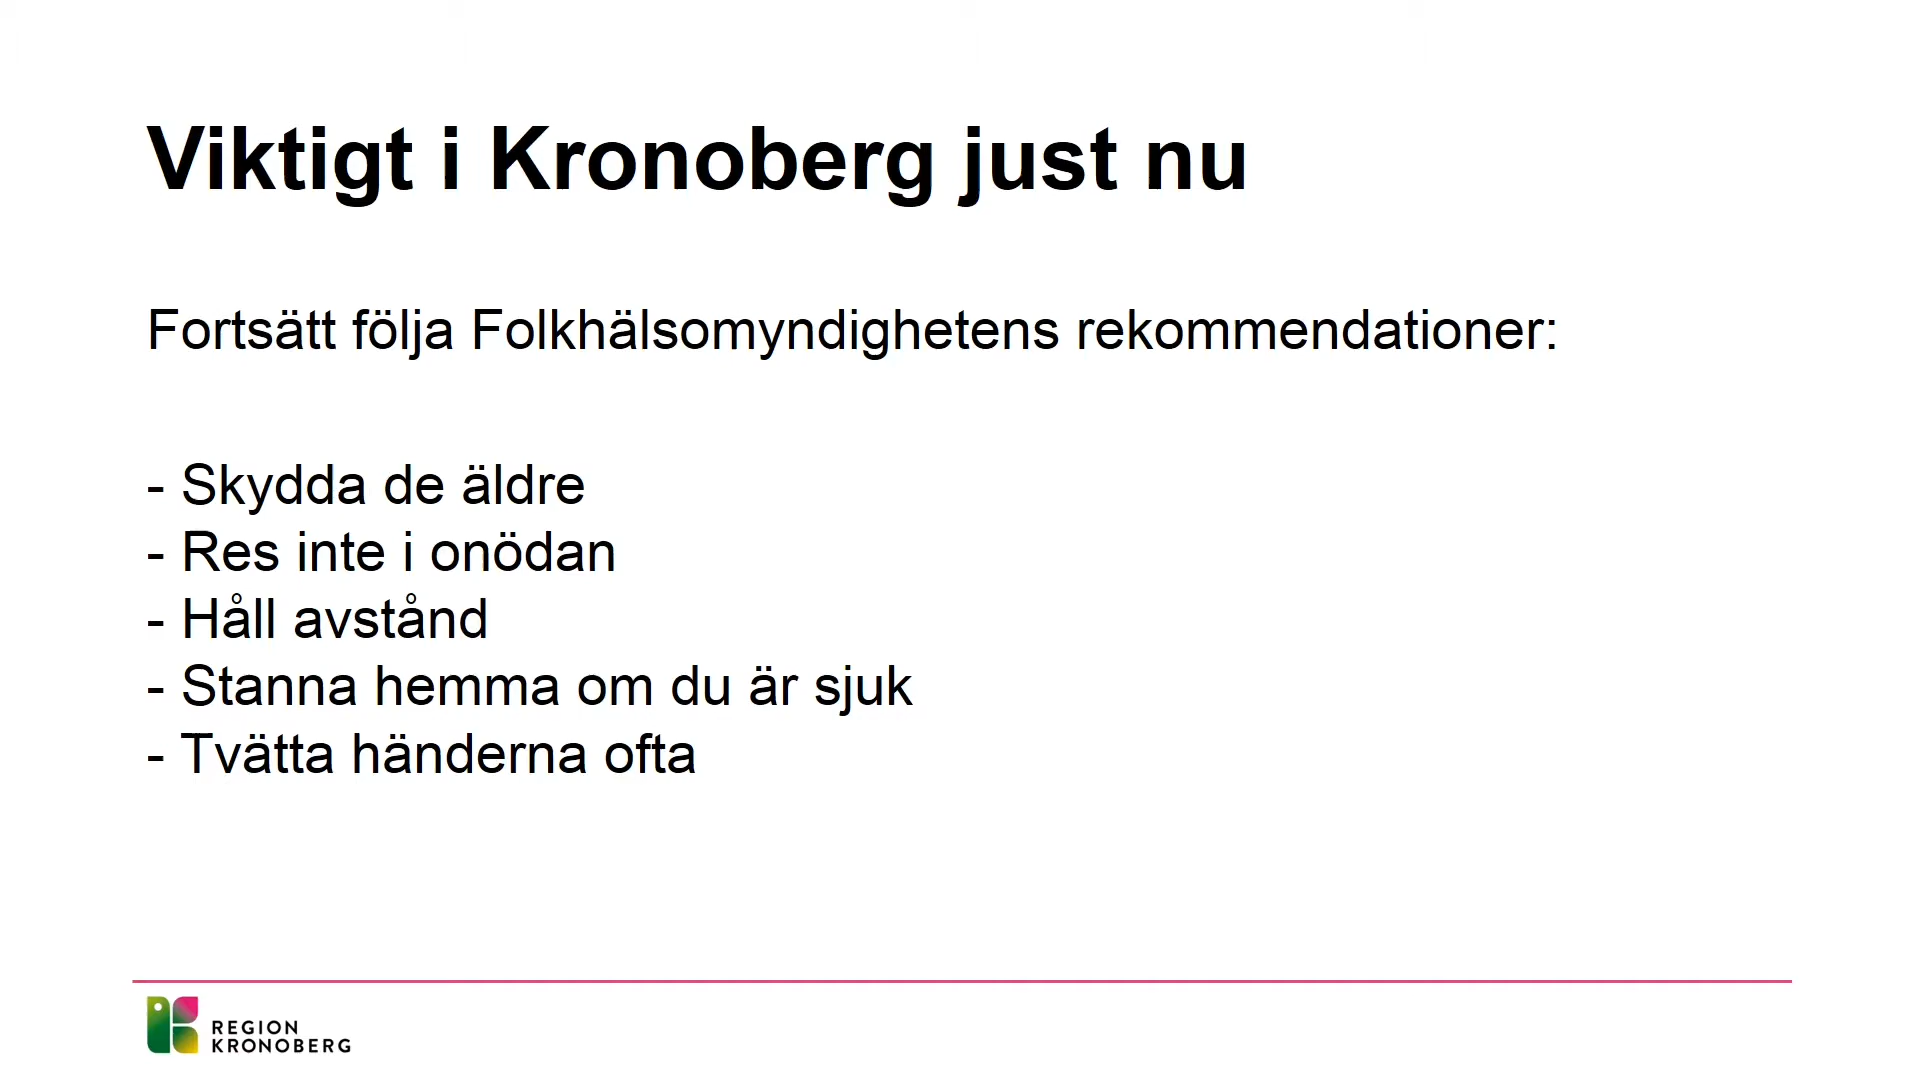 Viktigt i Kronoberg just nu
Fortsätt följa Folkhälsomyndighetens rekommendationer:
- Skydda de äldre
- Res inte i onödan
- Håll avstånd
- Stanna hemma om du är sjuk
- Tvätta händerna ofta
REGION
KRONOBERG